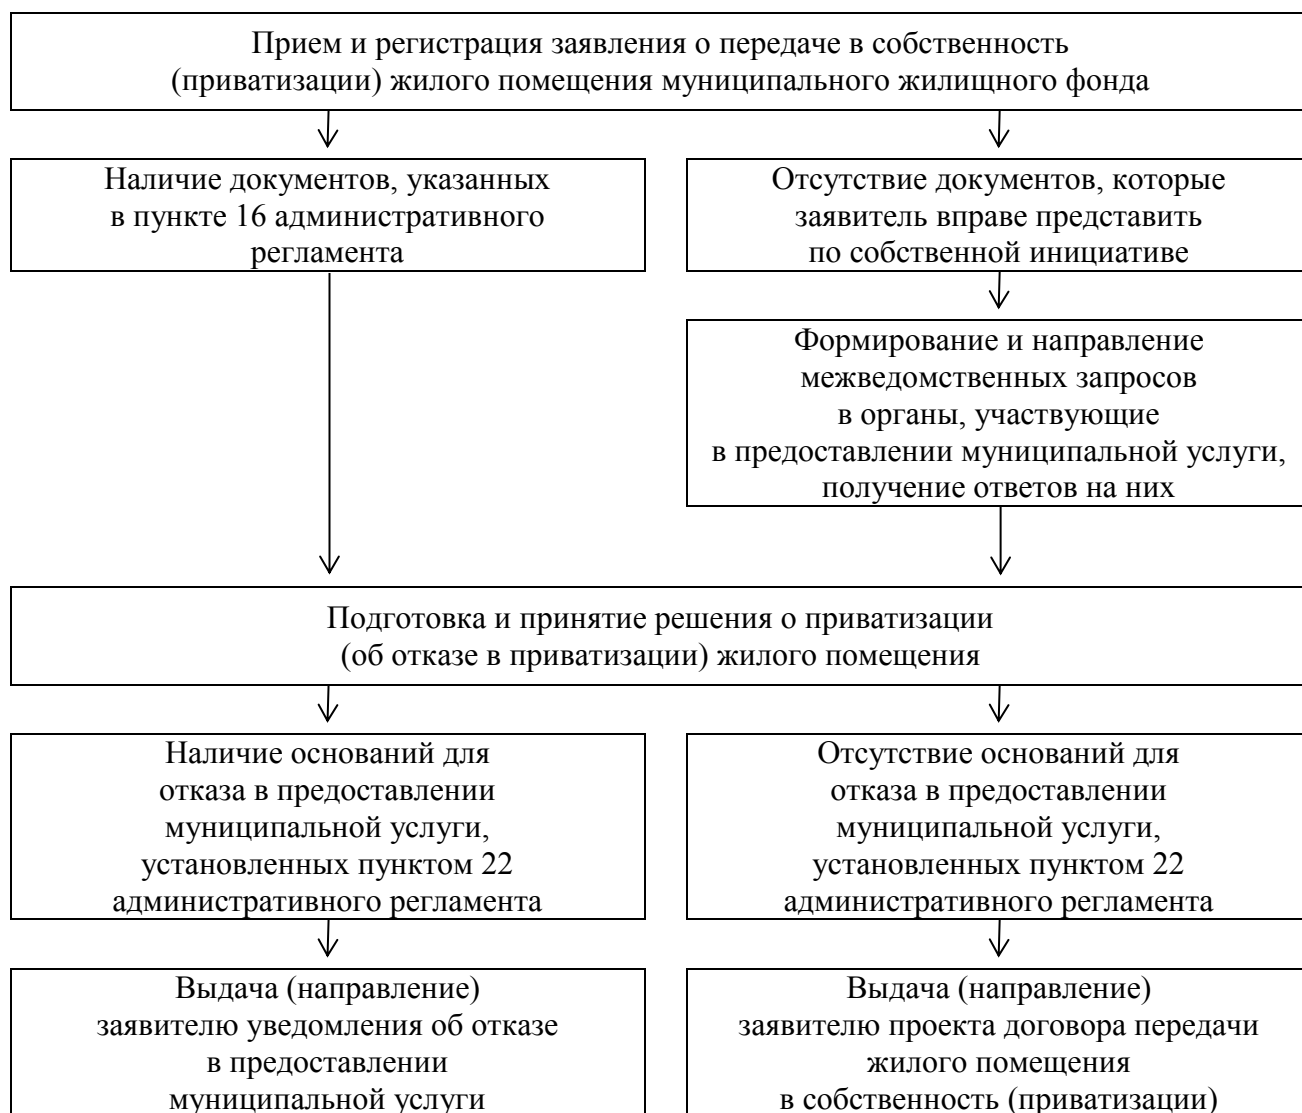 Прием и регистрация заявления о передаче в собственность
(приватизации) жилого помещения муниципального жилищного фонда
Наличие документов, указанных
в пункте 16 административного
регламента
Отсутствие документов, которые
заявитель вправе представить
по собственной инициативе
Формирование и направление
межведомственных запросов
в органы, участвующие
в предоставлении муниципальной услуги,
получение ответов на них
Подготовка и принятие решения о приватизации
(об отказе в приватизации) жилого помещения
Наличие оснований для
отказа в предоставлении
муниципальной услуги,
установленных пунктом 22
административного регламента
Отсутствие оснований для
отказа в предоставлении
муниципальной услуги,
установленных пунктом 22
административного регламента
Выдача (направление)
заявителю уведомления об отказе
в предоставлении
муниципальной услуги
Выдача (направление)
заявителю проекта договора передачи
жилого помещения
в собственность (приватизации)